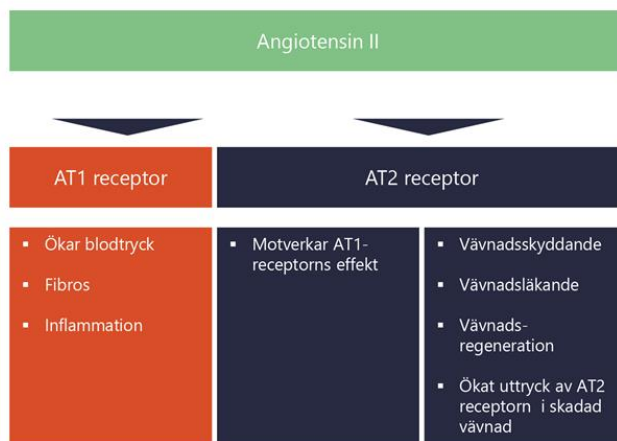 Angiotensin II
AT1 receptor
AT2 receptor
Ökar blodtryck
Fibros
Inflammation
Motverkar AT1-
receptorns effekt
Vävnadsskyddande
Vävnadsläkande
Vävnads-
regeneration
Ökat uttryck av AT2
receptorn i skadad
vävnad